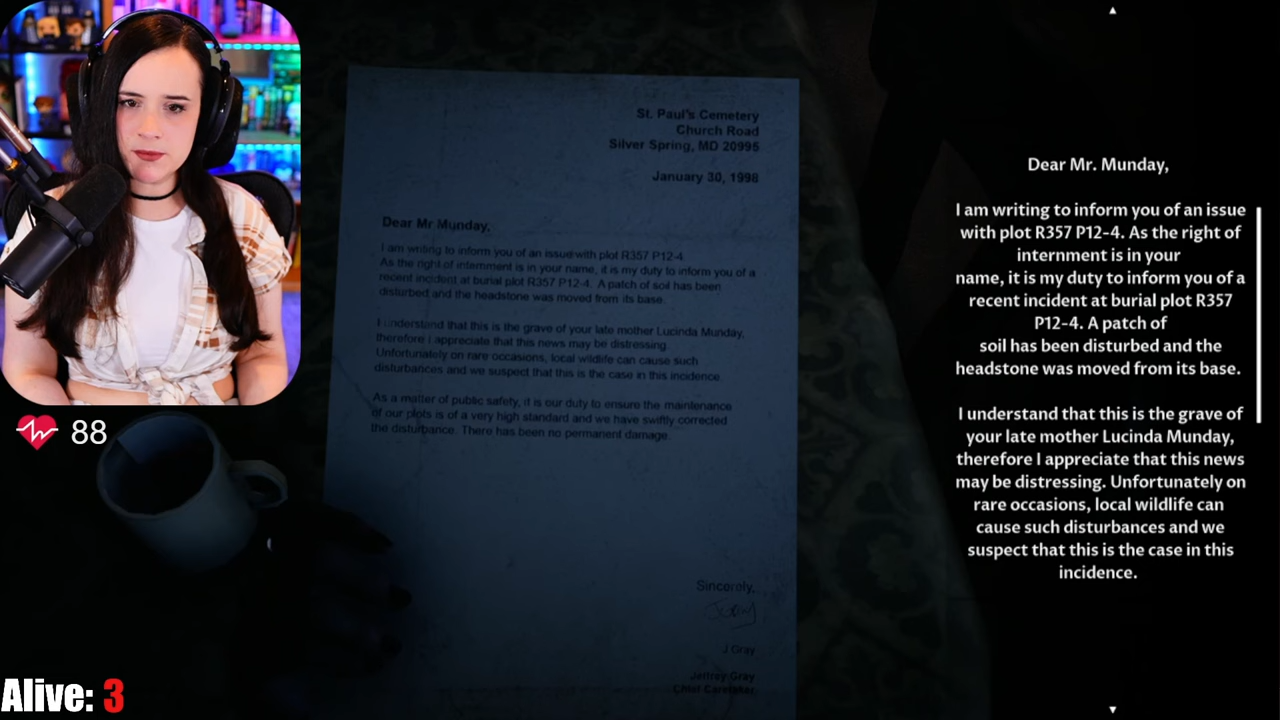 St. Paul's Cemetery
Church Road
Silver Spring, MD 20995
January 30, 1998
Dear Mr Munday,
I am writing to inform you of an issue with plot R357 P12-4.
As the right of internment is in your name, it is my duty to inform you of a
recent incident at burial plot R357 P12-4. A patch of soil has been
disturbed and the headstone was moved from its base.
I understand that this is the grave of your late mother Lucinda Munday,
therefore I appreciate that this news may be distressing.
Unfortunately on rare occasions, local wildlife can cause such
disturbances and we suspect that this is the case in this incidence.
As a matter of public safety, it is our duty to ensure the maintenance
of our plots is of a very high standard and we have swiftly corrected
the disturbance. There has been no permanent damage.
Sincerely,
JGray
J Gray
Jeffrey Gray
Chief Caretaker
Dear Mr. Munday,
I am writing to inform you of an issue
with plot R357 P12-4. As the right of
internment is in your
name, it is my duty to inform you of a
recent incident at burial plot R357
P12-4. A patch of
soil has been disturbed and the
headstone was moved from its base.
I understand that this is the grave of
your late mother Lucinda Munday,
therefore I appreciate that this news
may be distressing. Unfortunately on
rare occasions, local wildlife can
cause such disturbances and we
suspect that this is the case in this
incidence.
88
Alive: 3